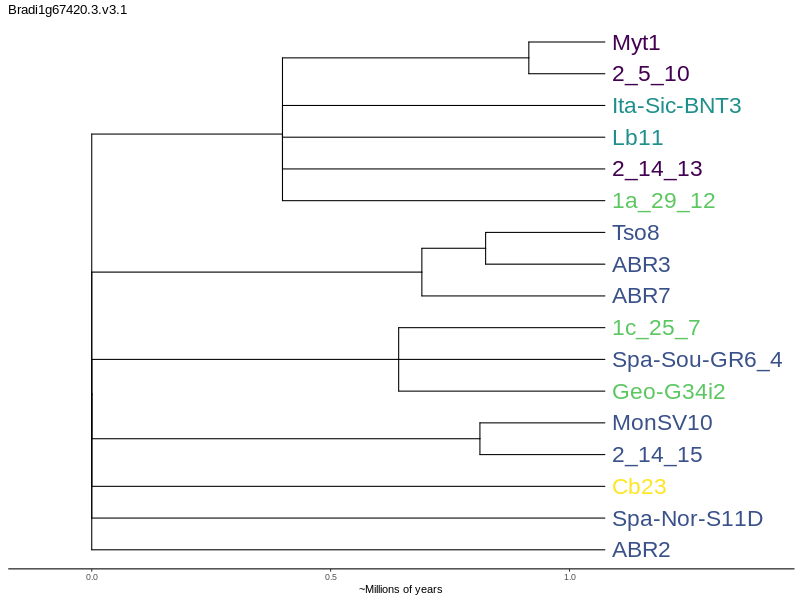 Bradi1g67420.3.v3.1
Myt1
2_5_10
Ita-Sic-BNT3
Lb11
2_14_13
1a_29_12
Tso8
ABR3
ABR7
1c_25_7
Spa-Sou-GR6_4
Geo-G34i2
MonSV10
2_14_15
Cb23
Spa-Nor-S11D
ABR2
0.0 0.5 1.0
~Millions of years